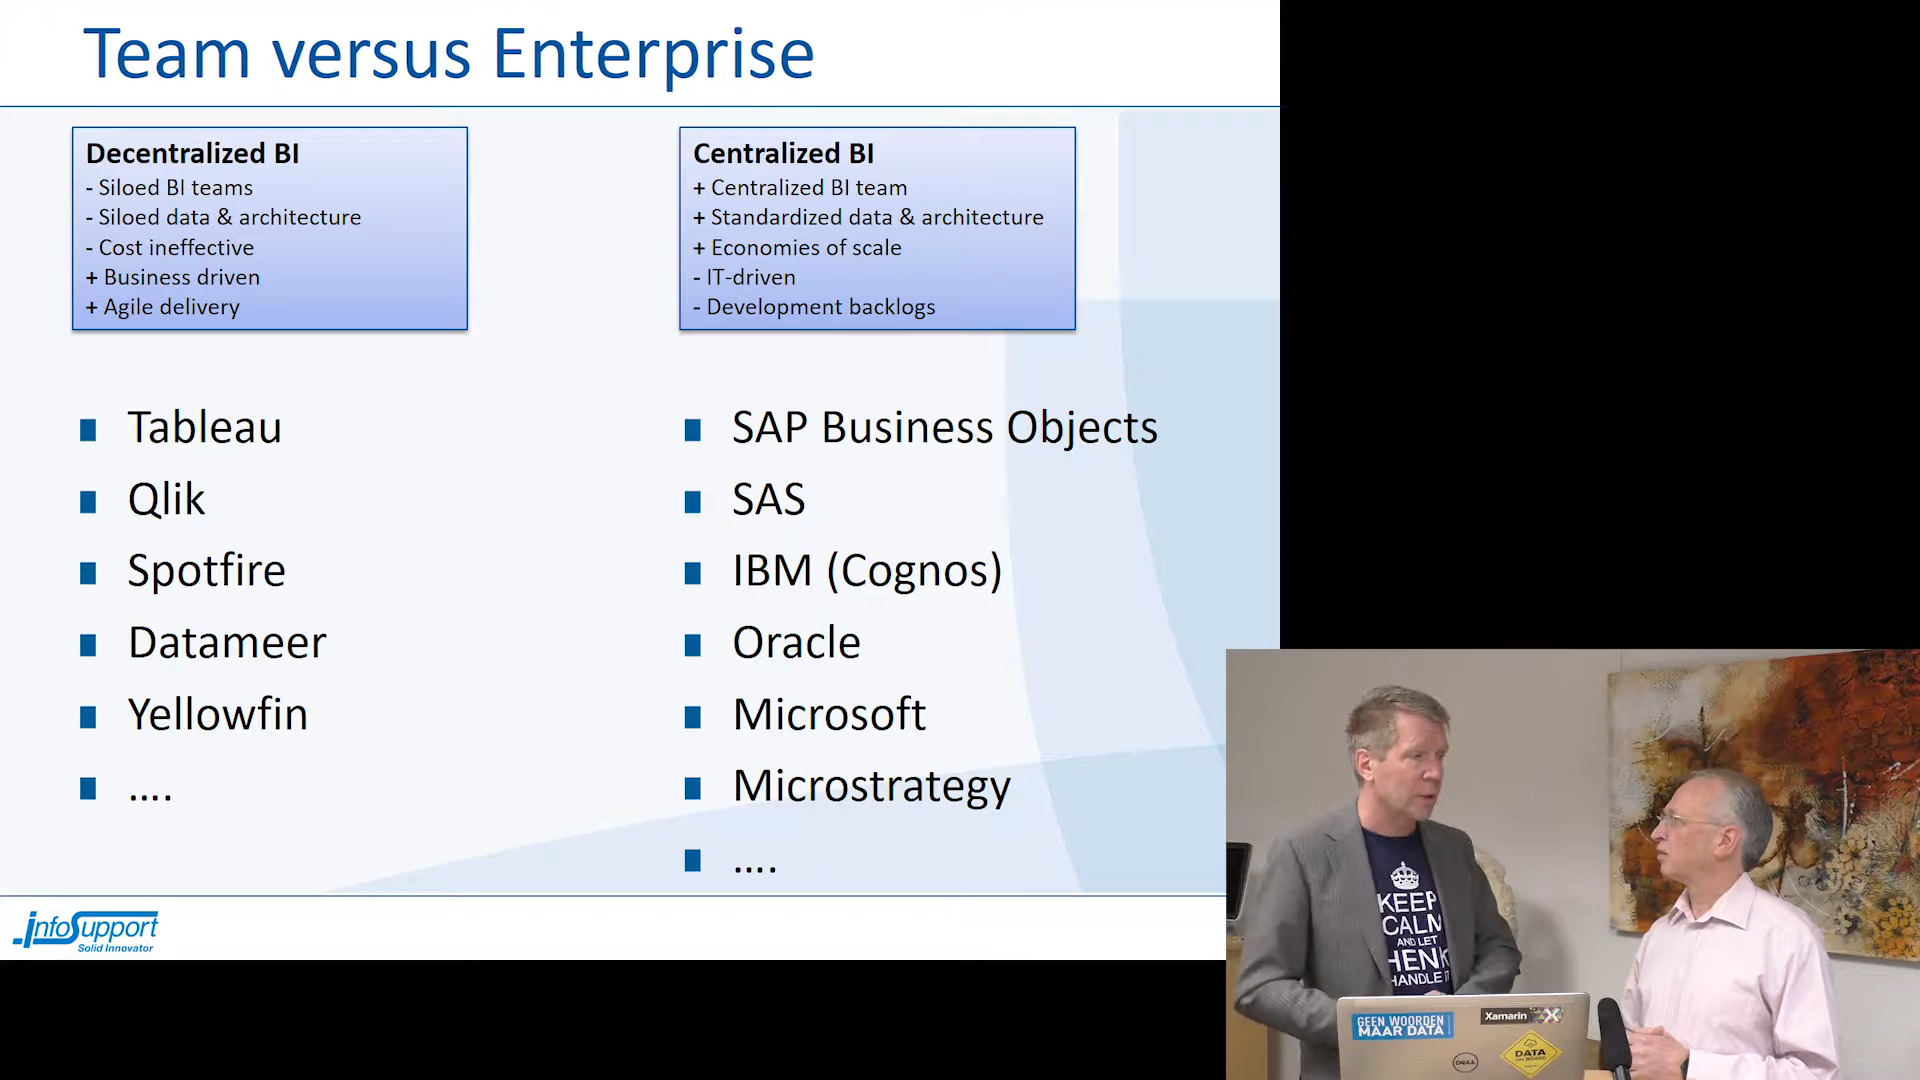 Team versus Enterprise
Decentralized BI
- Siloed BI teams
- Siloed data & architecture
- Cost ineffective
+ Business driven
+ Agile delivery
Centralized BI
+ Centralized BI team
+ Standardized data & architecture
+ Economies of scale
- IT-driven
- Development backlogs
Tableau
Qlik
Spotfire
Datameer
Yellowfin
....
SAP Business Objects
SAS
IBM (Cognos)
Oracle
Microsoft
Microstrategy
....
infoSupport
Solid Innovator
KEEP
CALM
AND LET
HENK
HANDLE IT
GEEN WOORDEN
MAAR DATA
Xamarin
DELL
DATA
ON BOARD